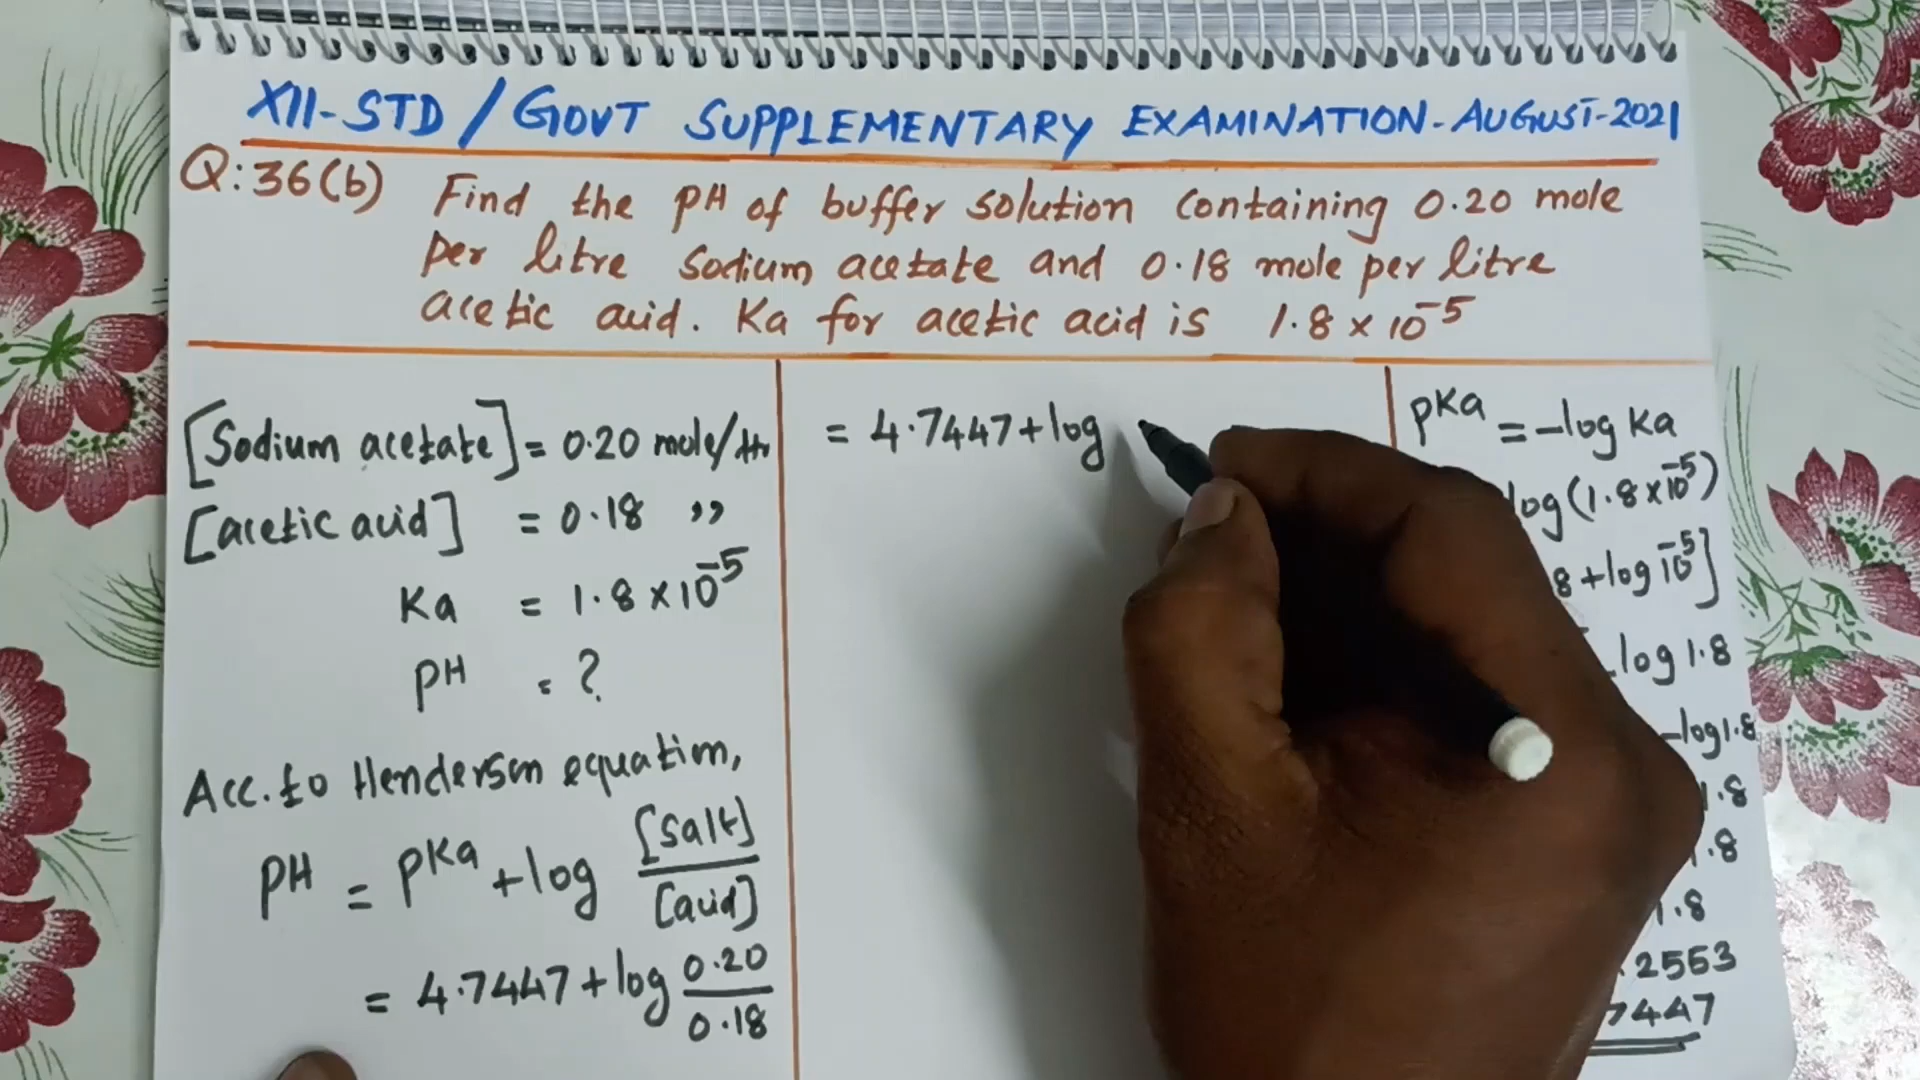 XII-STD / GOVT SUPPLEMENTARY EXAMINATION-AUGUST-2021
Q:36(b) Find the PH of buffer solution containing 0.20 mole
per litre sodium acetate and 0.18 mole per litre
acetic acid. Ka for acetic acid is 1.8 × 10⁻⁵
[Sodium acetate] = 0.20 mole/ltr
[acetic acid] = 0.18 ,,
Ka = 1.8 × 10⁻⁵
PH = ?
Acc. to Henderson equation,
PH = PKa + log [Salt]/[acid]
= 4.7447 + log 0.20/0.18
= 4.7447 + log
PKa = -log Ka
log (1.8 × 10⁻⁵)
8 + log 10⁻⁵]
log 1.8
-log 1.8
1.8
1.8
1.8
.2553
7447